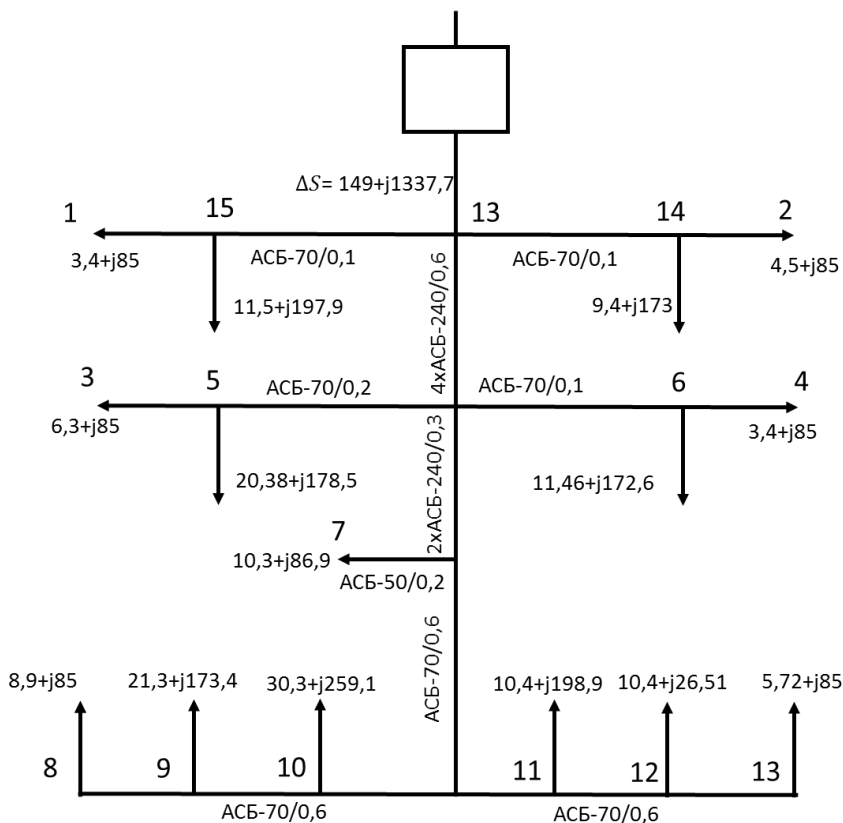 ΔS= 149+j1337,7
1
15
13
14
2
3,4+j85
АСБ-70/0,1
АСБ-70/0,1
4,5+j85
11,5+j197,9
4хАСБ-240/0,6
9,4+j173
3
5
АСБ-70/0,2
АСБ-70/0,1
6
4
6,3+j85
3,4+j85
20,38+j178,5
2хАСБ-240/0,3
11,46+j172,6
7
10,3+j86,9
АСБ-50/0,2
АСБ-70/0,6
8,9+j85
21,3+j173,4
30,3+j259,1
10,4+j198,9
10,4+j26,51
5,72+j85
8
9
10
11
12
13
АСБ-70/0,6
АСБ-70/0,6